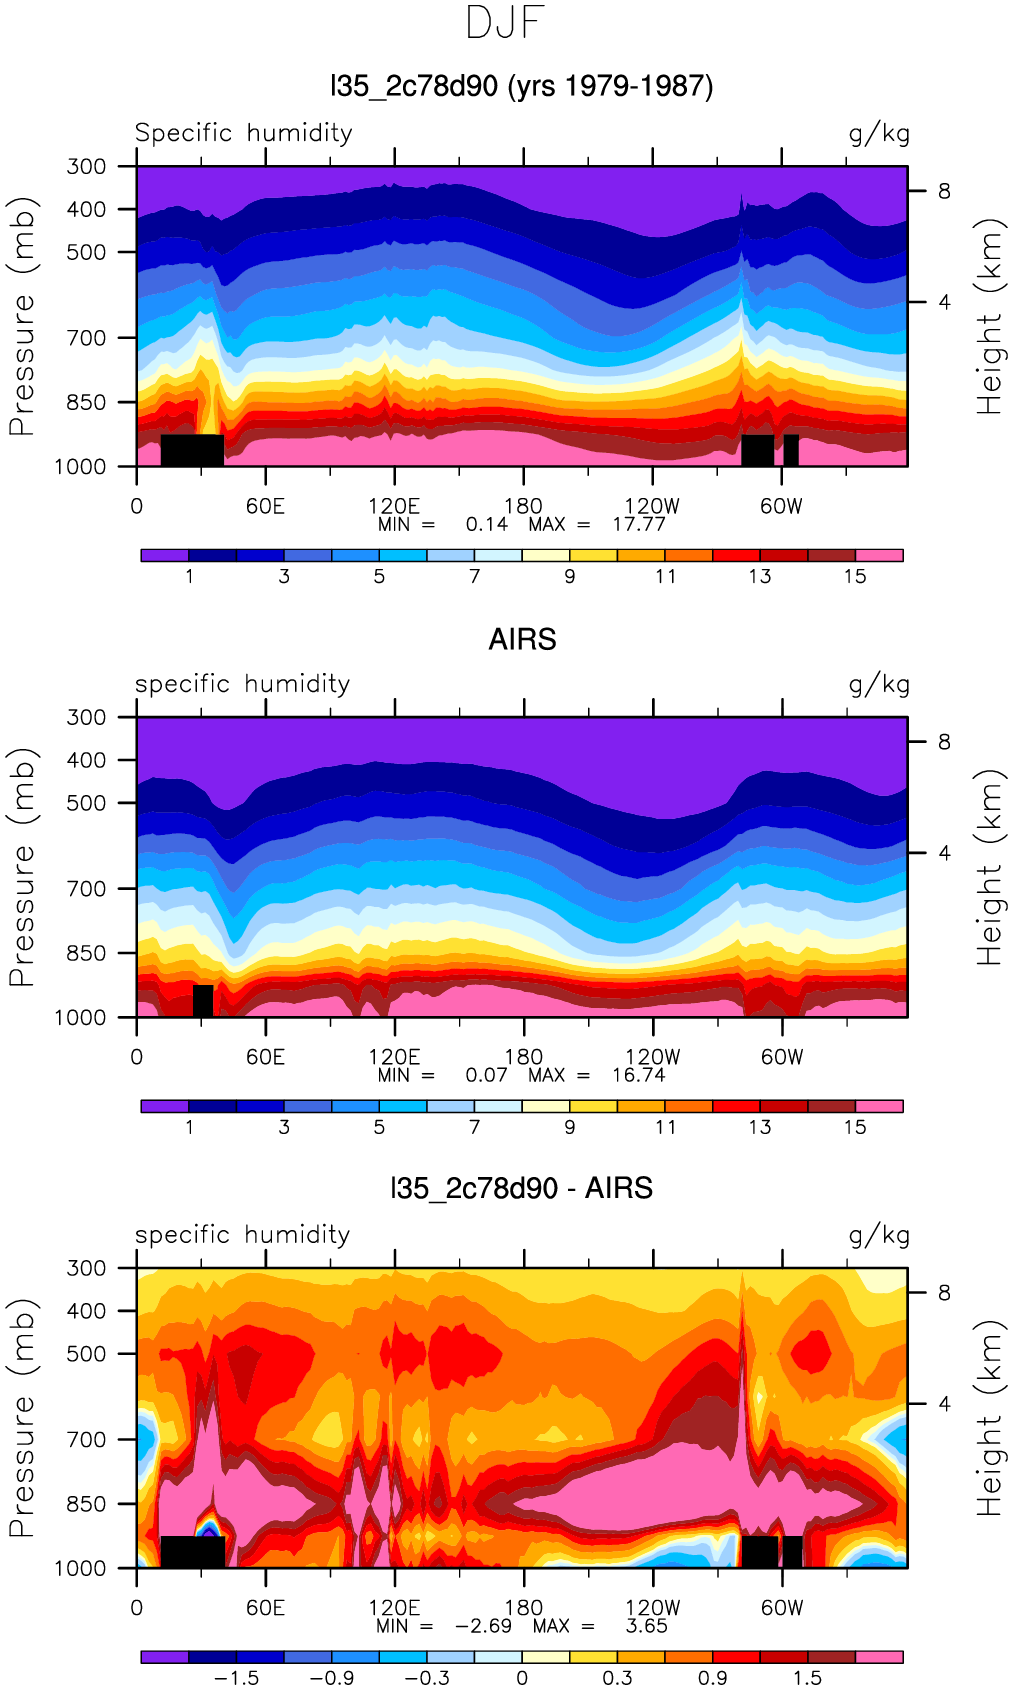 DJF
l35_2c78d90 (yrs 1979-1987)
Specific humidity g/kg
300
400
500
700
850
1000
Pressure (mb)
8
4
Height (km)
0 60E 120E 180 120W 60W
MIN = 0.14 MAX = 17.77
1 3 5 7 9 11 13 15
AIRS
specific humidity g/kg
300
400
500
700
850
1000
Pressure (mb)
8
4
Height (km)
0 60E 120E 180 120W 60W
MIN = 0.07 MAX = 16.74
1 3 5 7 9 11 13 15
l35_2c78d90 - AIRS
specific humidity g/kg
300
400
500
700
850
1000
Pressure (mb)
8
4
Height (km)
0 60E 120E 180 120W 60W
MIN = -2.69 MAX = 3.65
-1.5 -0.9 -0.3 0 0.3 0.9 1.5